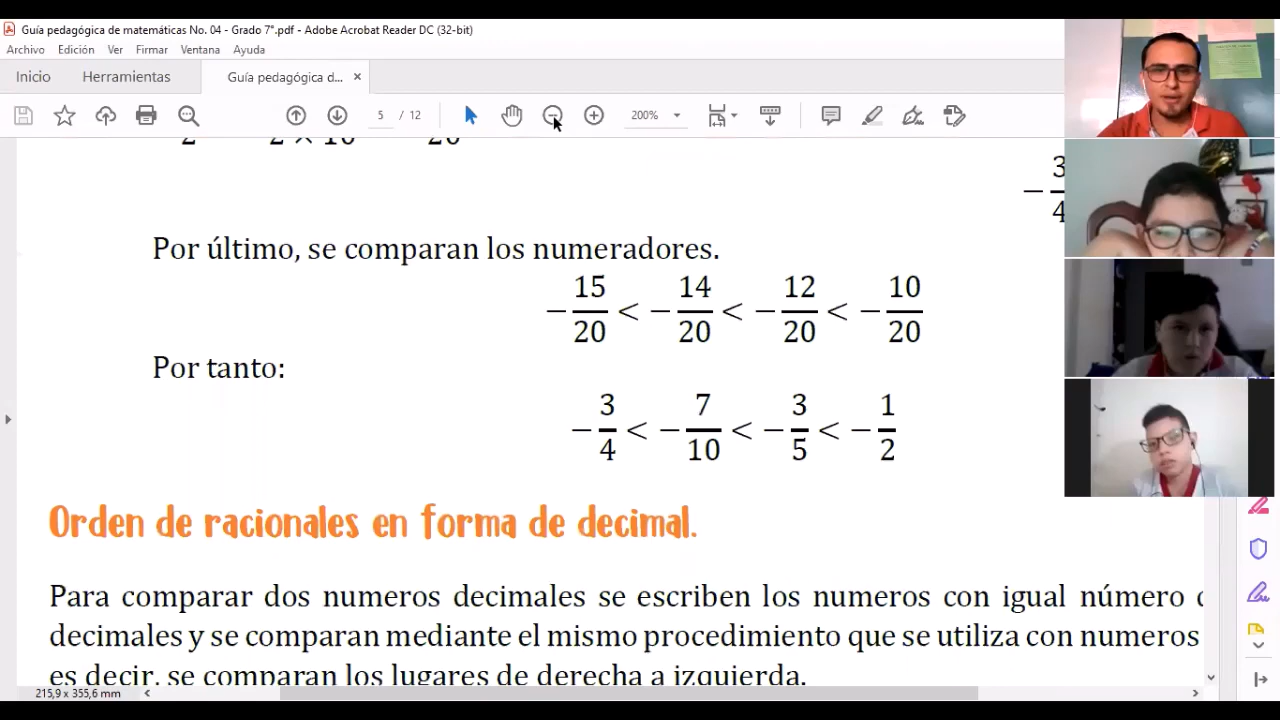 Guía pedagógica de matemáticas No. 04 - Grado 7°.pdf - Adobe Acrobat Reader DC (32-bit)
Archivo Edición Ver Firmar Ventana Ayuda
Inicio Herramientas Guía pedagógica d... ×
5 / 12 200%
Por último, se comparan los numeradores.
-15/20 < -14/20 < -12/20 < -10/20
-3/4
Por tanto:
-3/4 < -7/10 < -3/5 < -1/2
Orden de racionales en forma de decimal.
Para comparar dos numeros decimales se escriben los numeros con igual número
decimales y se comparan mediante el mismo procedimiento que se utiliza con numeros
es decir, se comparan los lugares de derecha a izquierda.
215,9 x 355,6 mm